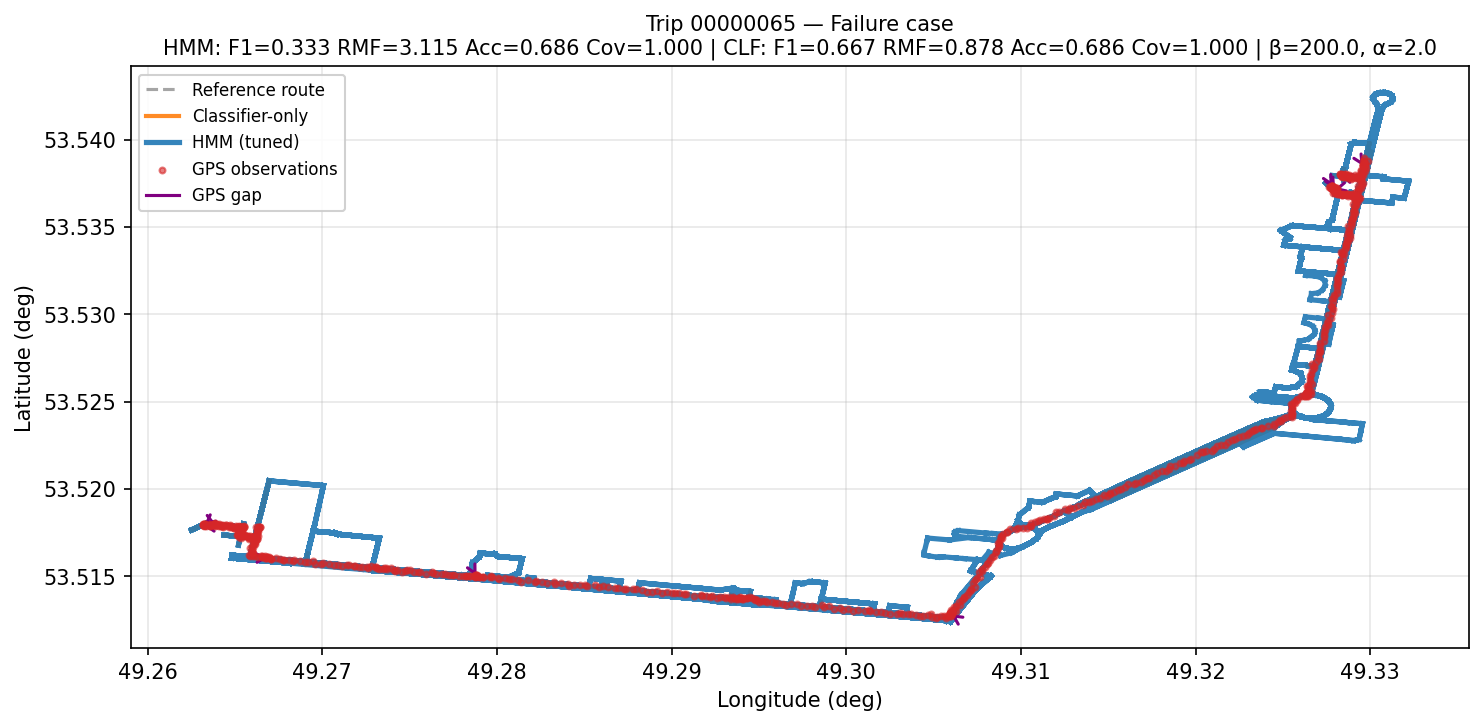 Trip 00000065 — Failure case
HMM: F1=0.333 RMF=3.115 Acc=0.686 Cov=1.000 | CLF: F1=0.667 RMF=0.878 Acc=0.686 Cov=1.000 | β=200.0, α=2.0
Reference route
Classifier-only
HMM (tuned)
GPS observations
GPS gap
53.540
53.535
53.530
53.525
53.520
53.515
Latitude (deg)
49.26 49.27 49.28 49.29 49.30 49.31 49.32 49.33
Longitude (deg)